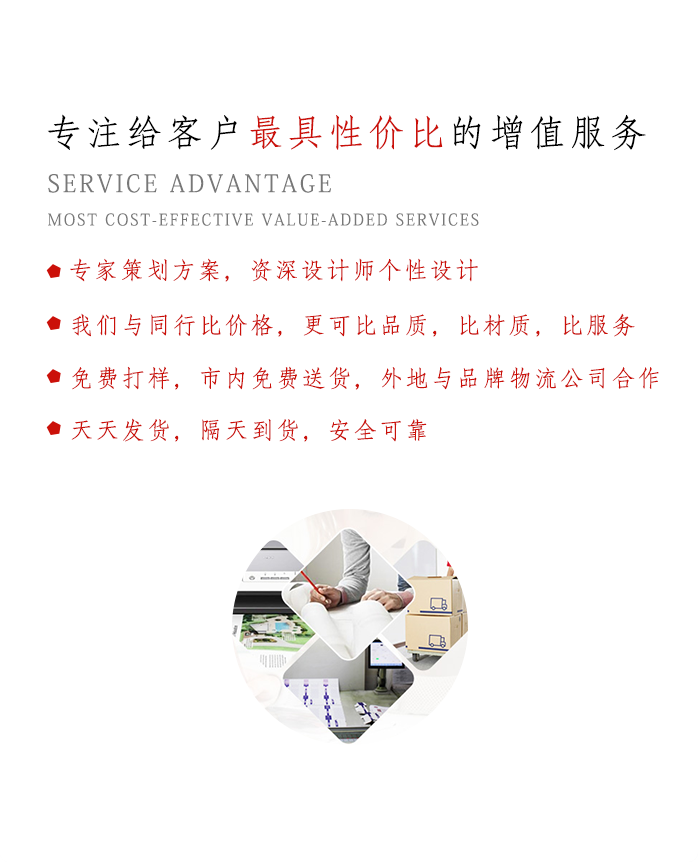 专注给客户最具性价比的增值服务
SERVICE ADVANTAGE
MOST COST-EFFECTIVE VALUE-ADDED SERVICES
专家策划方案，资深设计师个性设计
我们与同行比价格，更可比品质，比材质，比服务
免费打样，市内免费送货，外地与品牌物流公司合作
天天发货，隔天到货，安全可靠